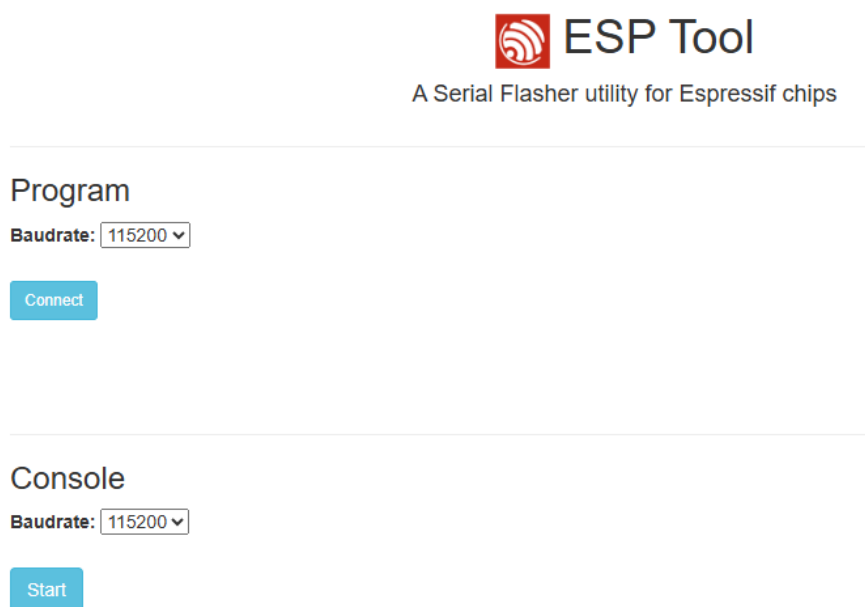 ESP Tool
A Serial Flasher utility for Espressif chips
Program
Baudrate: 115200
Connect
Console
Baudrate: 115200
Start